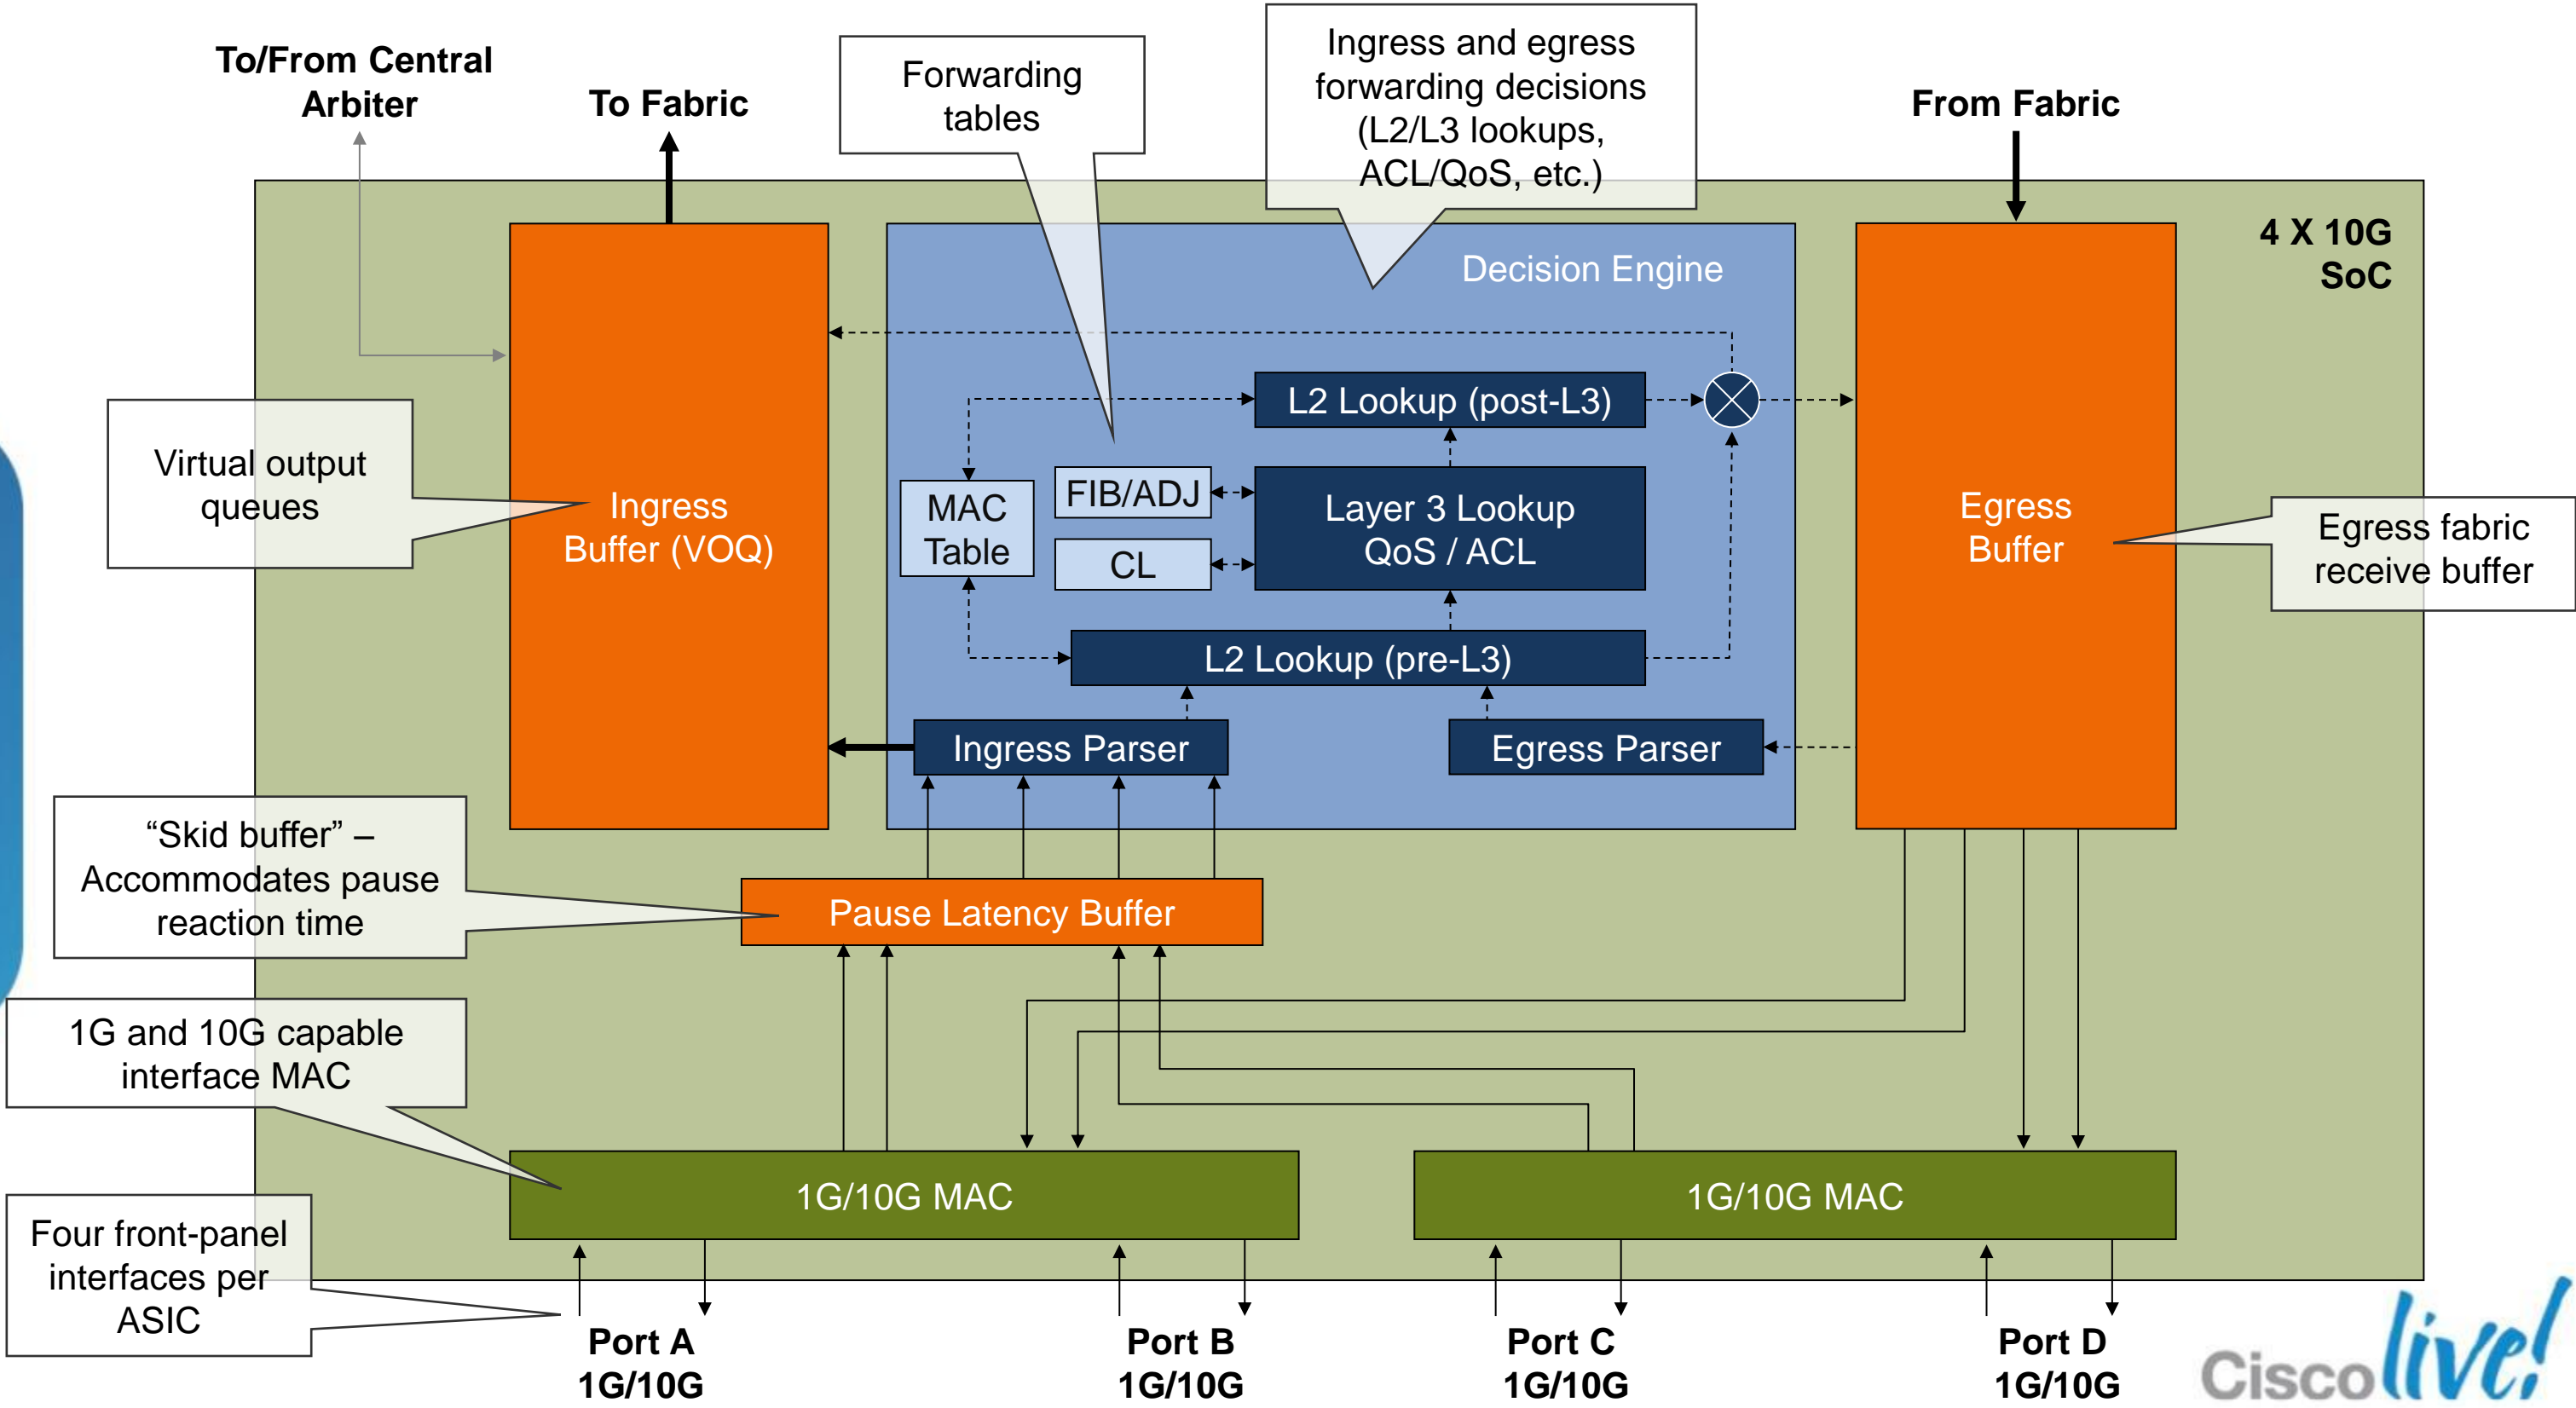 To/From Central
Arbiter
To Fabric
Forwarding
tables
Ingress and egress
forwarding decisions
(L2/L3 lookups,
ACL/QoS, etc.)
From Fabric
4 X 10G
SoC
Decision Engine
Virtual output
queues
Ingress
Buffer (VOQ)
L2 Lookup (post-L3)
MAC
Table
FIB/ADJ
CL
Layer 3 Lookup
QoS / ACL
L2 Lookup (pre-L3)
Ingress Parser
Egress Parser
Egress
Buffer
Egress fabric
receive buffer
“Skid buffer” –
Accommodates pause
reaction time
Pause Latency Buffer
1G and 10G capable
interface MAC
1G/10G MAC
1G/10G MAC
Four front-panel
interfaces per
ASIC
Port A
1G/10G
Port B
1G/10G
Port C
1G/10G
Port D
1G/10G
Cisco live!